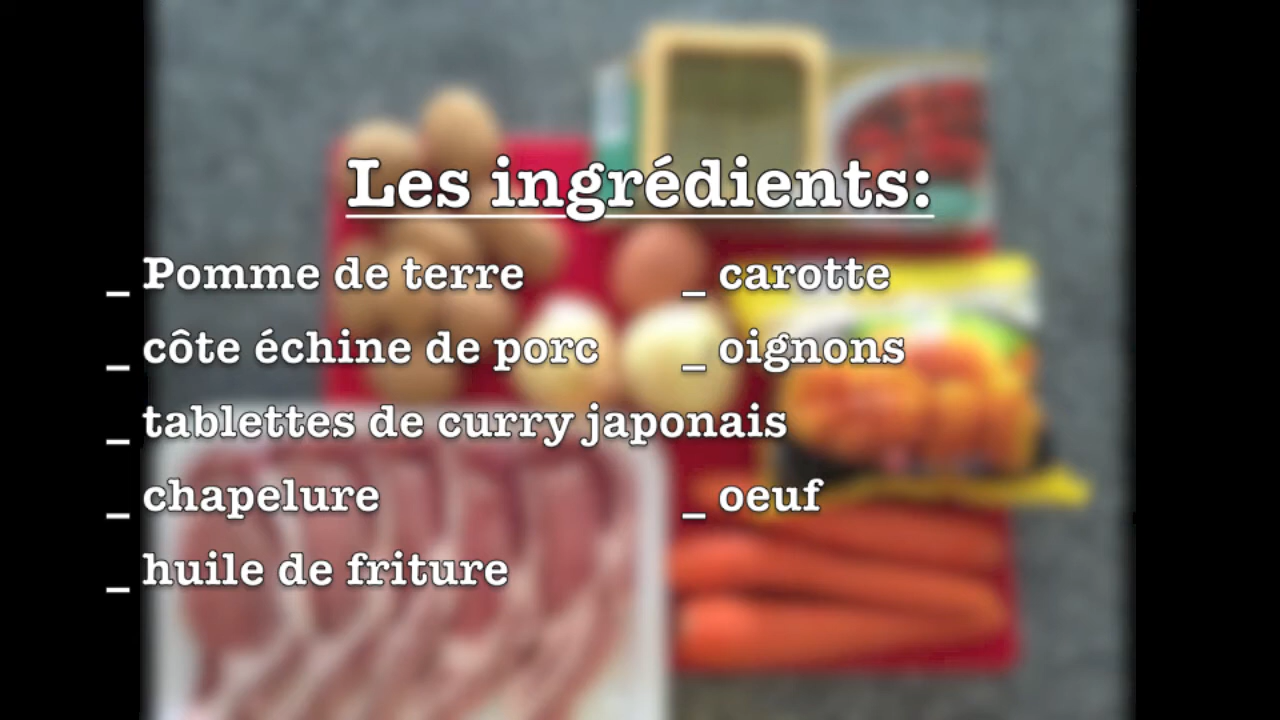 Les ingrédients:
_ Pomme de terre _ carotte
_ côte échine de porc _ oignons
_ tablettes de curry japonais
_ chapelure _ oeuf
_ huile de friture